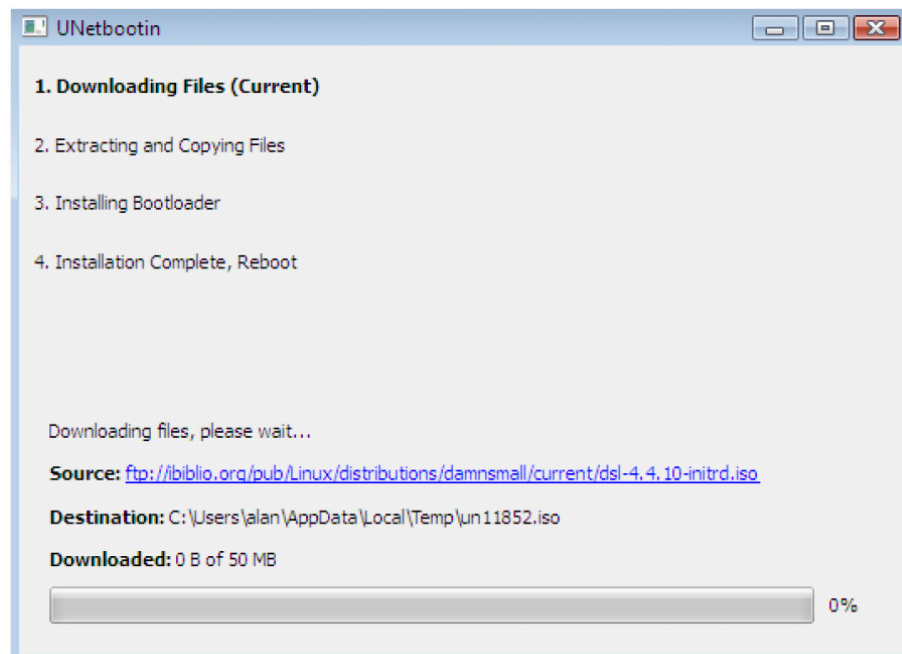 UNetbootin
1. Downloading Files (Current)
2. Extracting and Copying Files
3. Installing Bootloader
4. Installation Complete, Reboot
Downloading files, please wait...
Source: ftp://ibiblio.org/pub/Linux/distributions/damnsmall/current/dsl-4.4.10-initrd.iso
Destination: C:\Users\alan\AppData\Local\Temp\un11852.iso
Downloaded: 0 B of 50 MB
0%